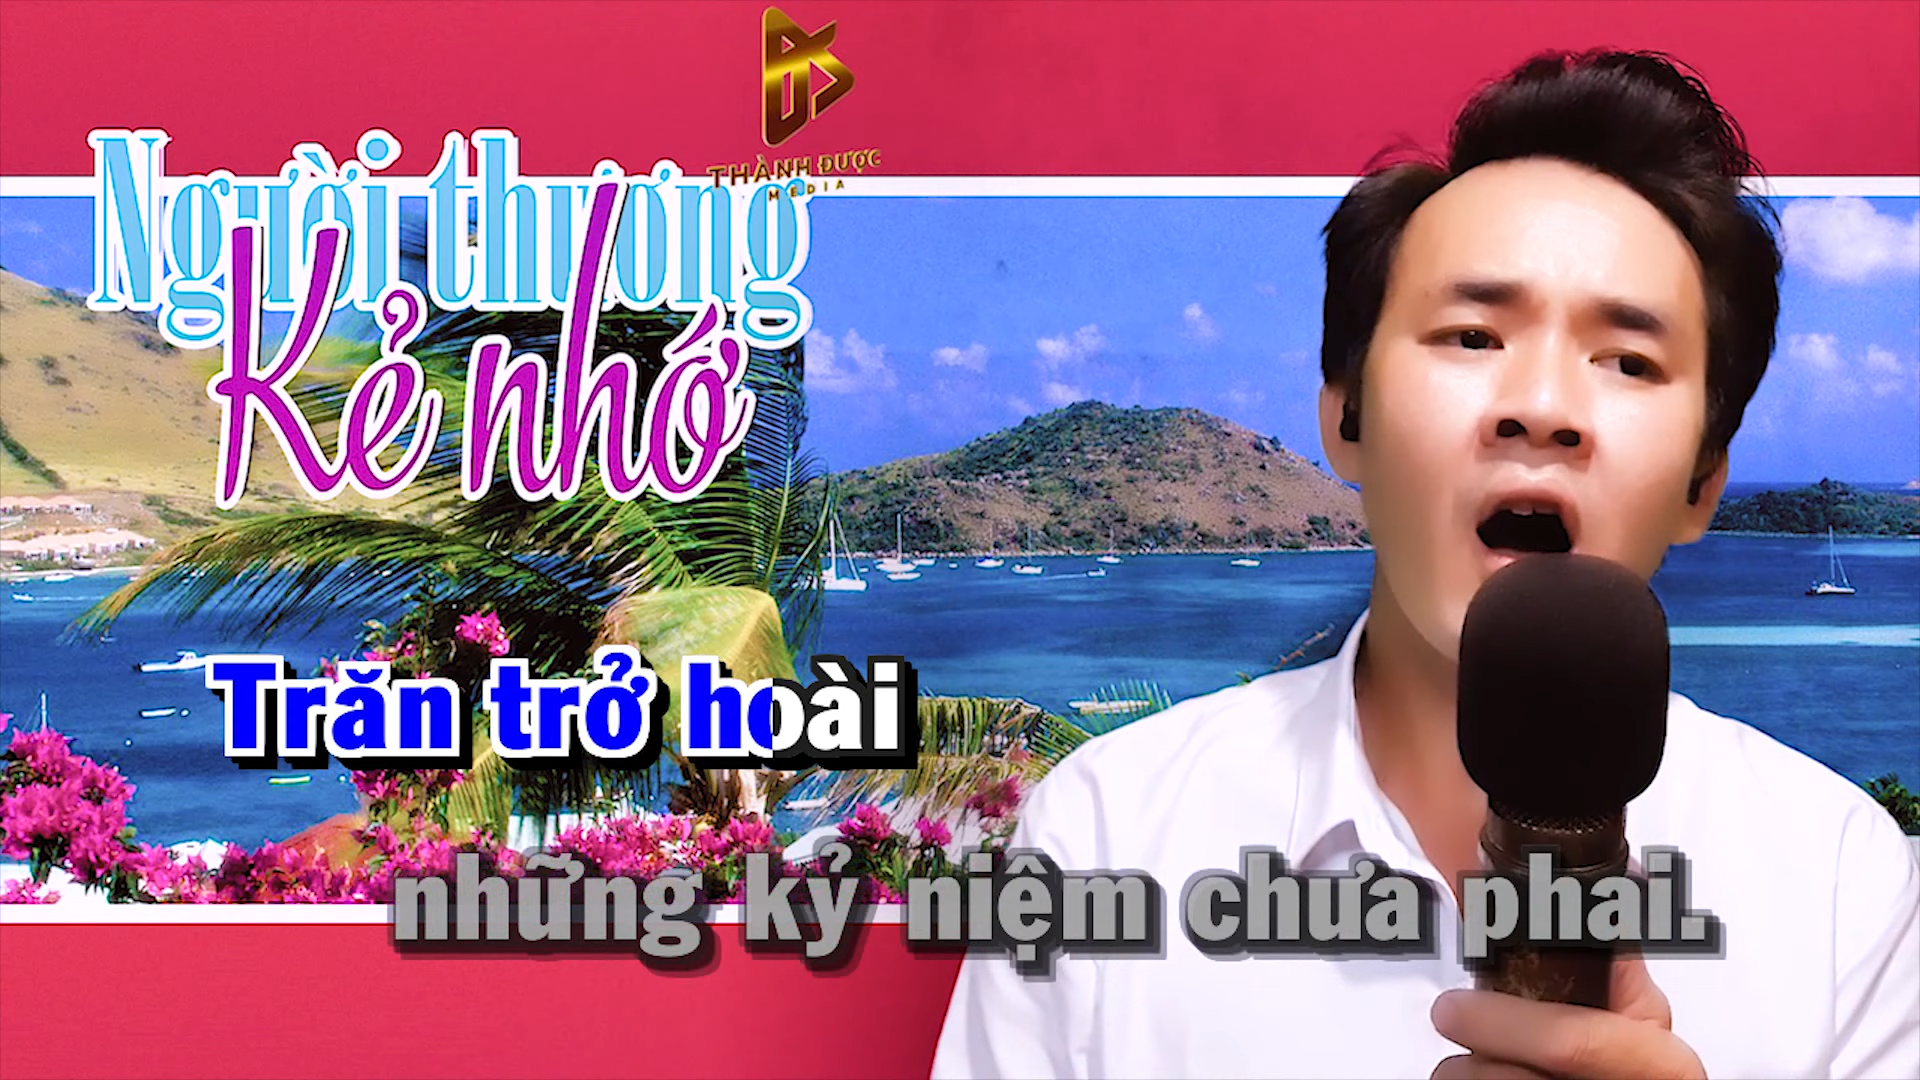 THÀNH ĐƯỢC
MEDIA
Người thương
Kẻ nhớ
Trăn trở hoài
những kỷ niệm chưa phai.